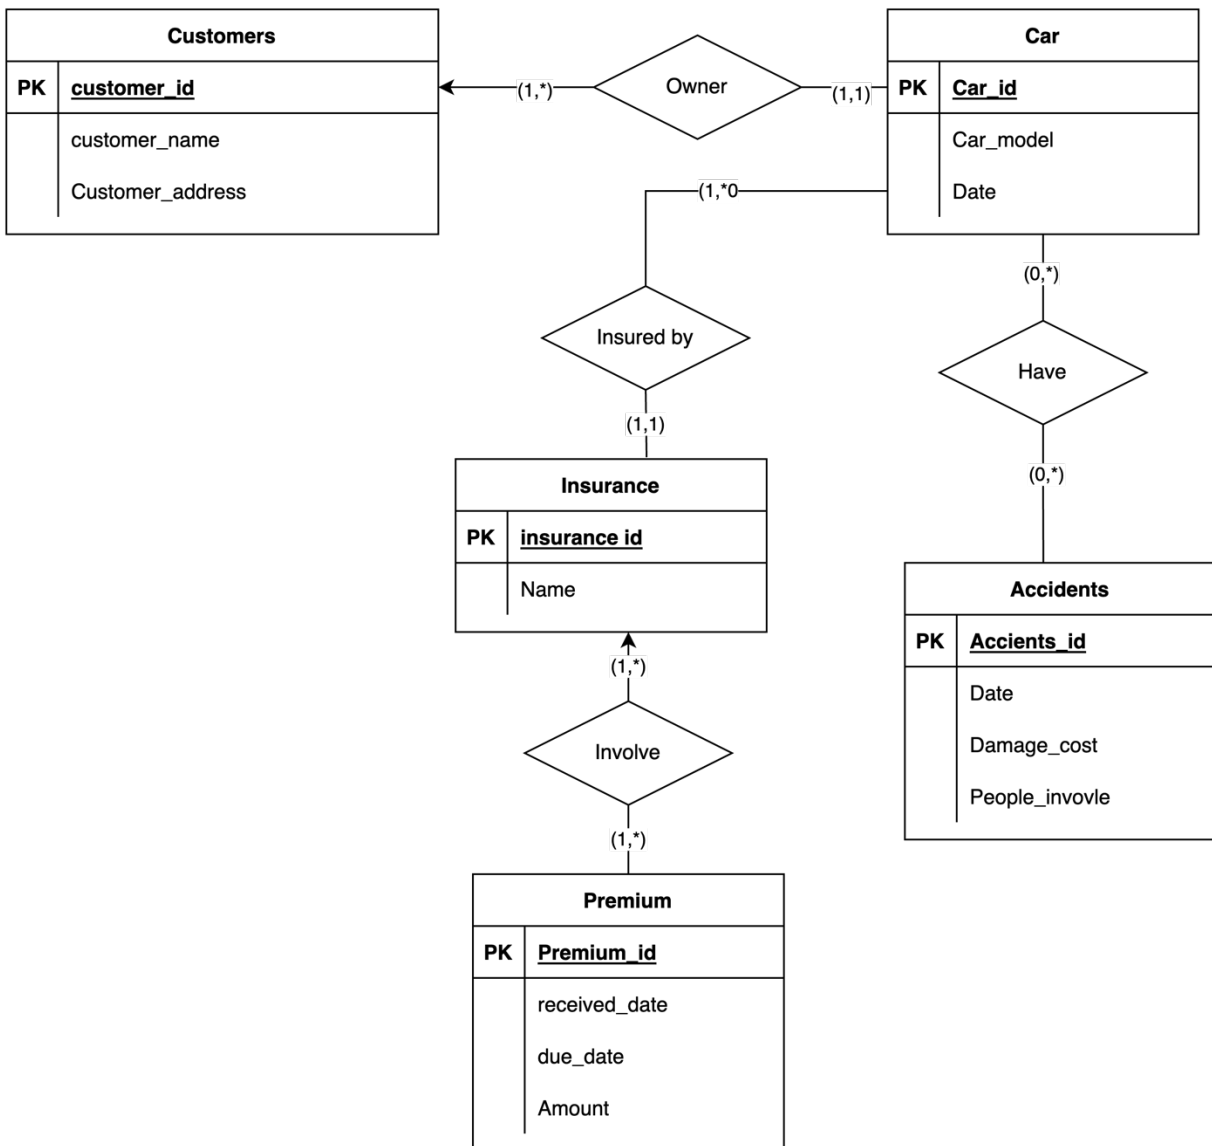 Customers
PK customer_id
customer_name
Customer_address
(1,*)
Owner
(1,1)
Car
PK Car_id
Car_model
Date
(1,*0
Insured by
(1,1)
(0,*)
Have
(0,*)
Insurance
PK insurance id
Name
Accidents
PK Accients_id
Date
Damage_cost
People_invovle
(1,*)
Involve
(1,*)
Premium
PK Premium_id
received_date
due_date
Amount